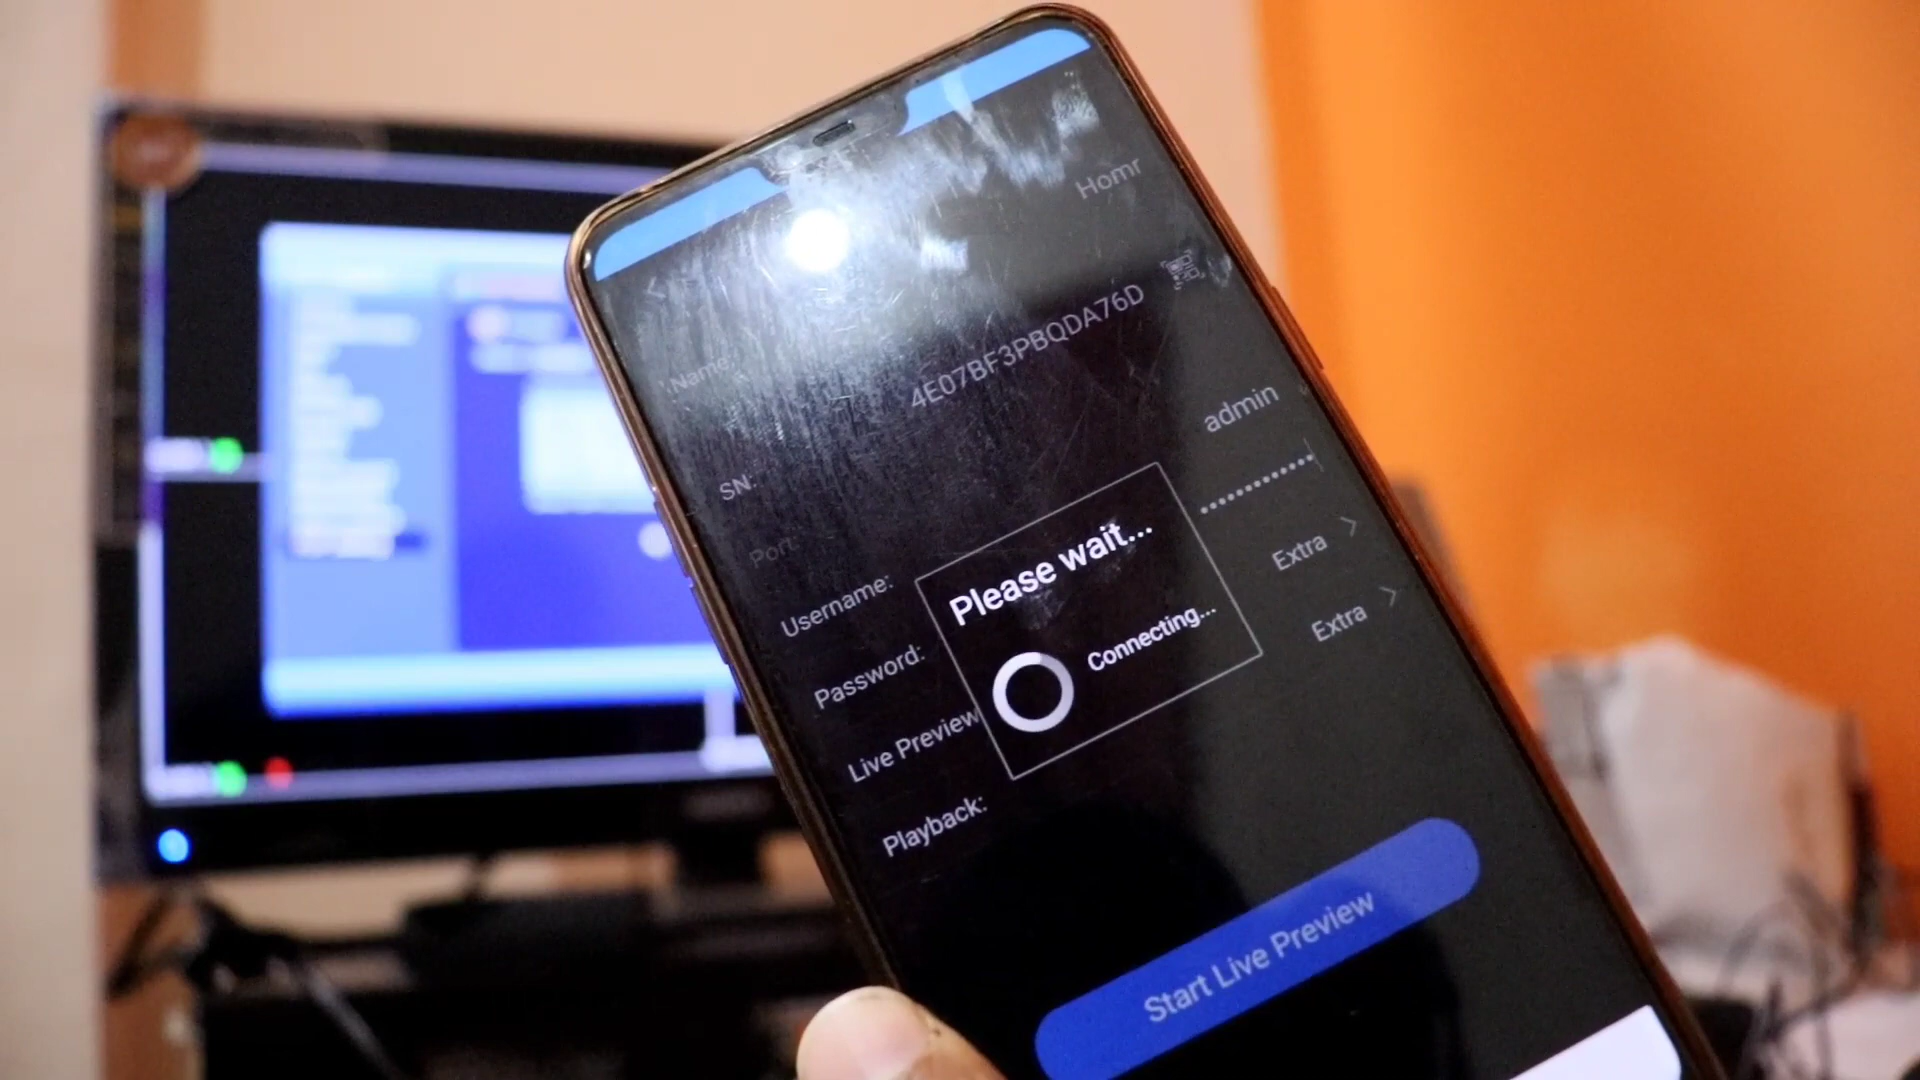 Homr
Name:
SN: 4E07BF3PBQDA76D
Port:
Username: admin
Password: ••••••••••••
Live Preview Extra
Playback: Extra
Please wait...
Connecting...
Start Live Preview